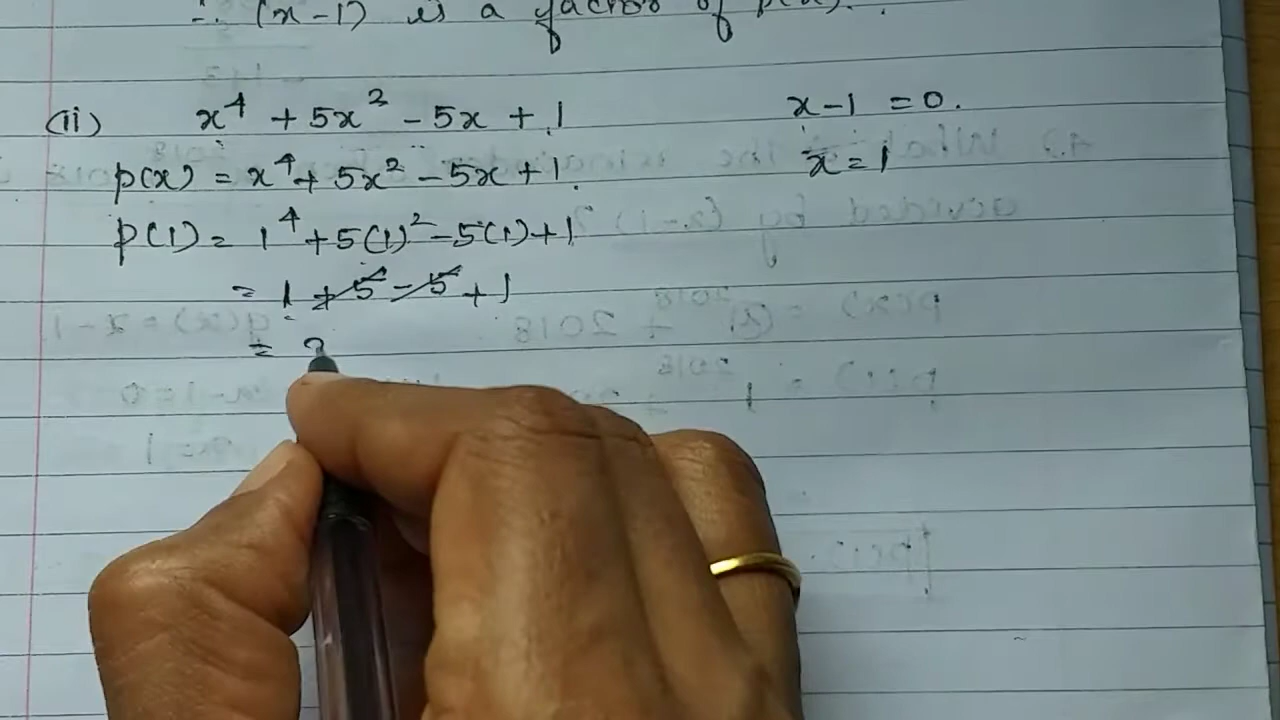 ∴ (x-1) is a factor of p(x).
(ii) x⁴ + 5x² - 5x + 1 x-1 = 0.
x = 1
p(x) = x⁴ + 5x² - 5x + 1.
p(1) = 1⁴ + 5(1)² - 5(1) + 1
= 1 + 5 - 5 + 1
= 2